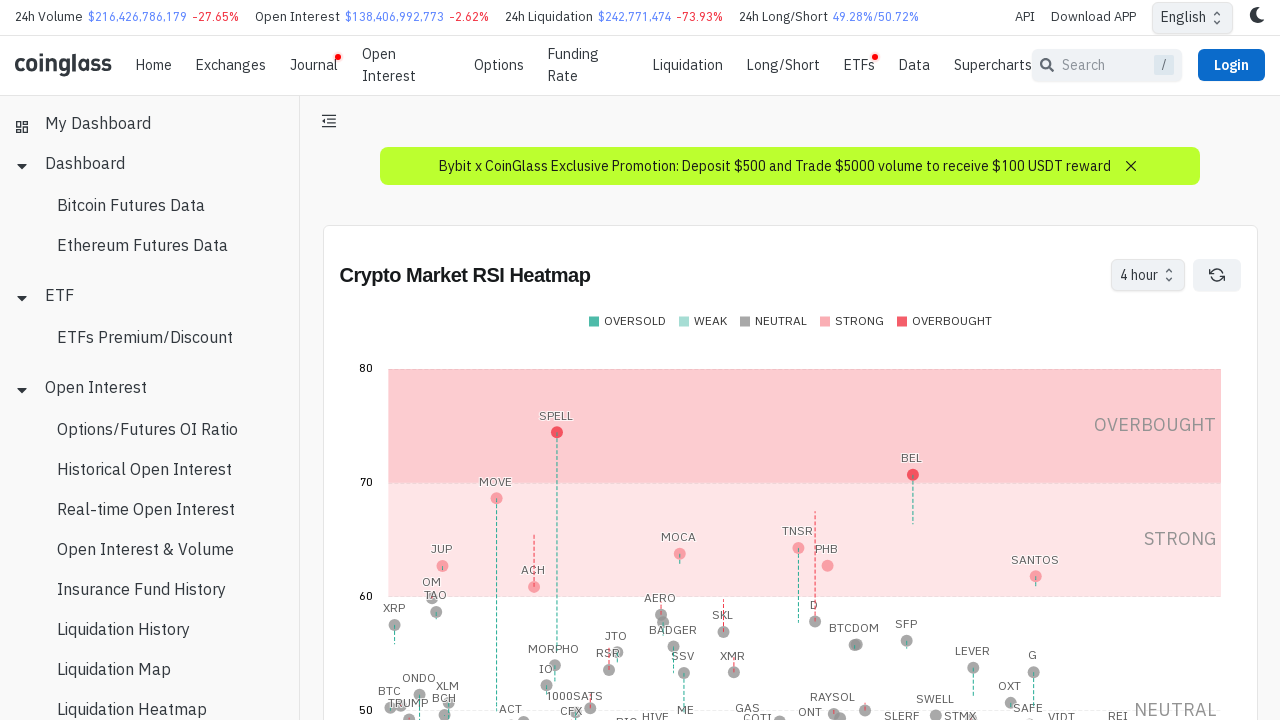 24h Volume $216,426,786,179 -27.65% Open Interest $138,406,992,773 -2.62% 24h Liquidation $242,771,474 -73.93% 24h Long/Short 49.28%/50.72% API Download APP English
coinglass Home Exchanges Journal Open Interest Options Funding Rate Liquidation Long/Short ETFs Data Supercharts Search / Login
My Dashboard
Dashboard
Bitcoin Futures Data
Ethereum Futures Data
ETF
ETFs Premium/Discount
Open Interest
Options/Futures OI Ratio
Historical Open Interest
Real-time Open Interest
Open Interest & Volume
Insurance Fund History
Liquidation History
Liquidation Map
Liquidation Heatmap
Bybit x CoinGlass Exclusive Promotion: Deposit $500 and Trade $5000 volume to receive $100 USDT reward
Crypto Market RSI Heatmap
4 hour
OVERSOLD WEAK NEUTRAL STRONG OVERBOUGHT
80
SPELL
OVERBOUGHT
BEL
70
MOVE
TNSR
MOCA
STRONG
JUP
PHB
SANTOS
ACH
OM
60
TAO
AERO
XRP
D
SKL
SFP
BADGER
BTCDOM
JTO
MORPHO
RSR
LEVER
SSV
XMR
G
IO
ONDO
XLM
OXT
BTC
1000SATS
RAYSOL
BCH
SWELL
TRUMP
50
ACT
CFX
ME
GAS
SAFE
NEUTRAL
HIVE
COTI
ONT
SLERF
STMX
VIDT
REI